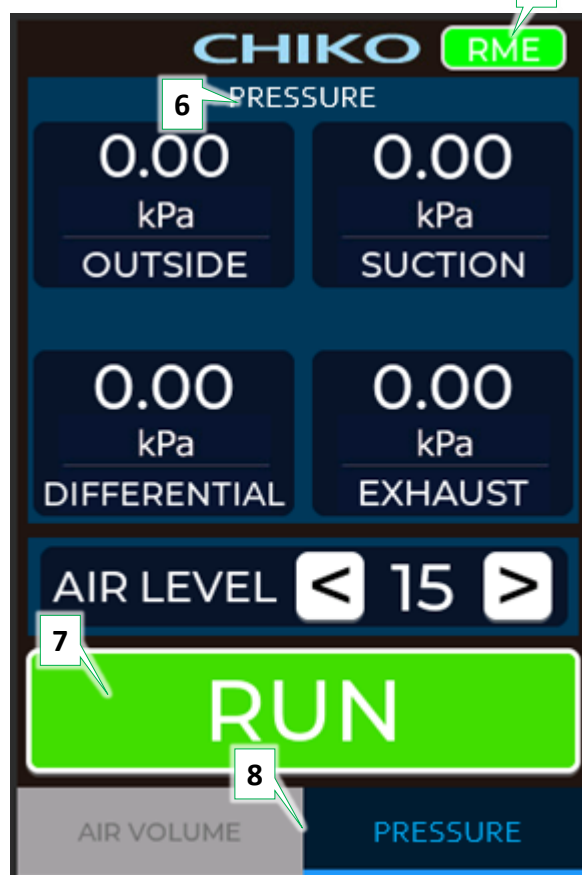 CHIKO RME
6 PRESSURE
0.00 0.00
kPa kPa
OUTSIDE SUCTION
0.00 0.00
kPa kPa
DIFFERENTIAL EXHAUST
AIR LEVEL < 15 >
7
RUN
8
AIR VOLUME PRESSURE